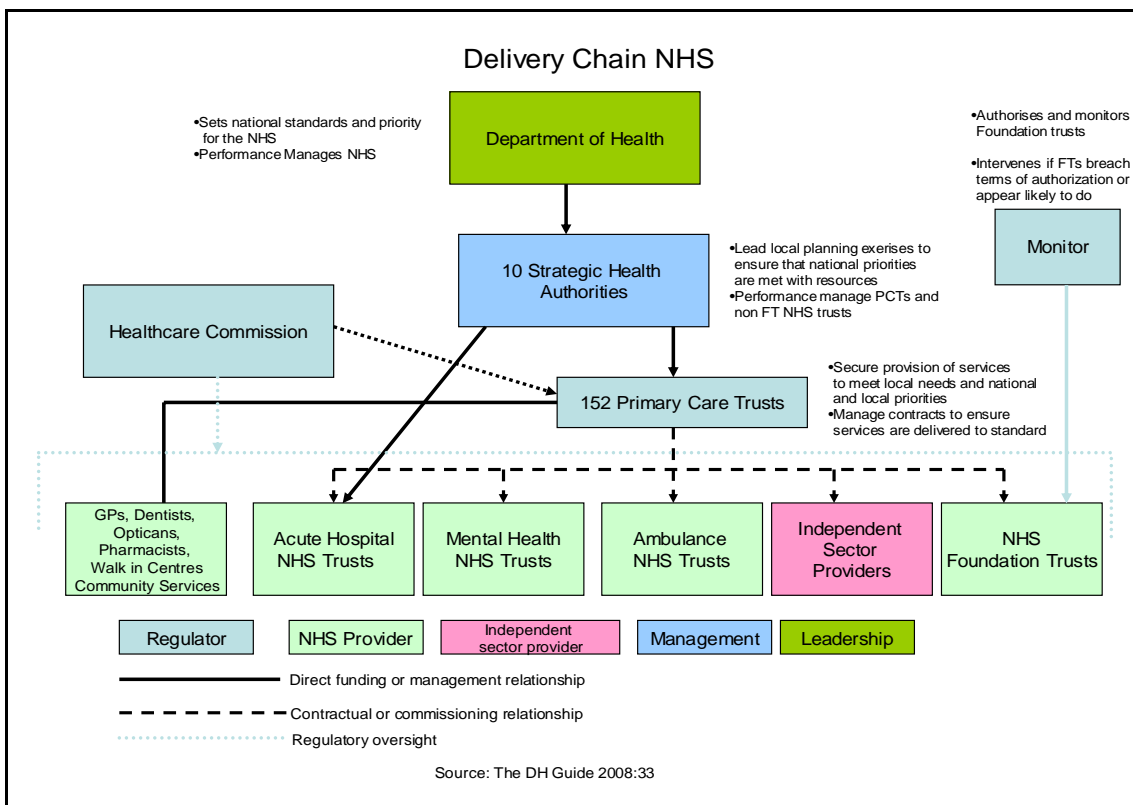 Delivery Chain NHS
•Sets national standards and priority
for the NHS
•Performance Manages NHS
Department of Health
•Authorises and monitors
Foundation trusts
•Intervenes if FTs breach
terms of authorization or
appear likely to do
Monitor
10 Strategic Health
Authorities
•Lead local planning exerises to
ensure that national priorities
are met with resources
•Performance manage PCTs and
non FT NHS trusts
Healthcare Commission
152 Primary Care Trusts
•Secure provision of services
to meet local needs and national
and local priorities
•Manage contracts to ensure
services are delivered to standard
GPs, Dentists,
Opticans,
Pharmacists,
Walk in Centres
Community Services
Acute Hospital
NHS Trusts
Mental Health
NHS Trusts
Ambulance
NHS Trusts
Independent
Sector
Providers
NHS
Foundation Trusts
Regulator
NHS Provider
Independent
sector provider
Management
Leadership
Direct funding or management relationship
Contractual or commissioning relationship
Regulatory oversight
Source: The DH Guide 2008:33